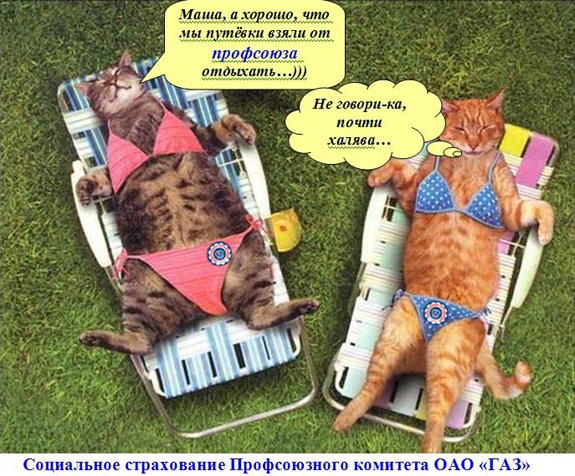 Маша, а хорошо, что
мы путёвки взяли от
профсоюза
отдыхать…)))
Не говори-ка,
почти
халява…
Социальное страхование Профсоюзного комитета ОАО «ГАЗ»